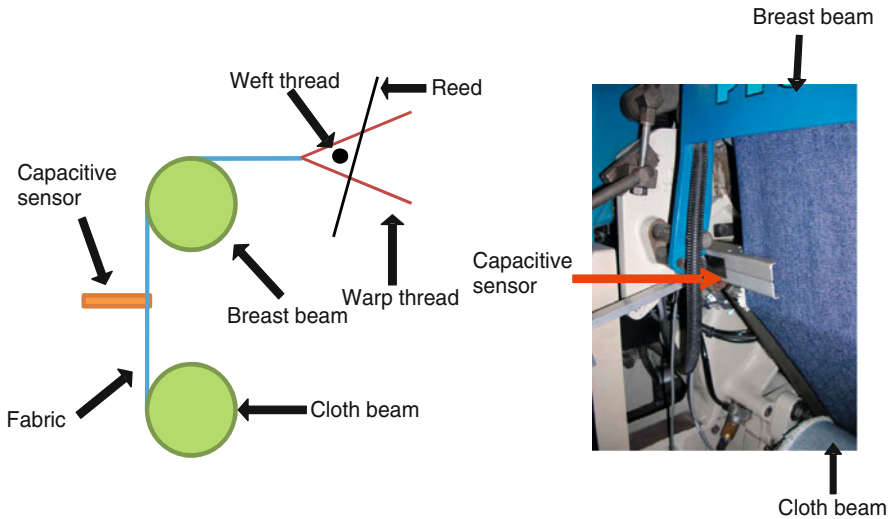 Weft thread
Reed
Capacitive
sensor
Breast beam
Warp thread
Fabric
Cloth beam
Breast beam
Capacitive
sensor
Cloth beam